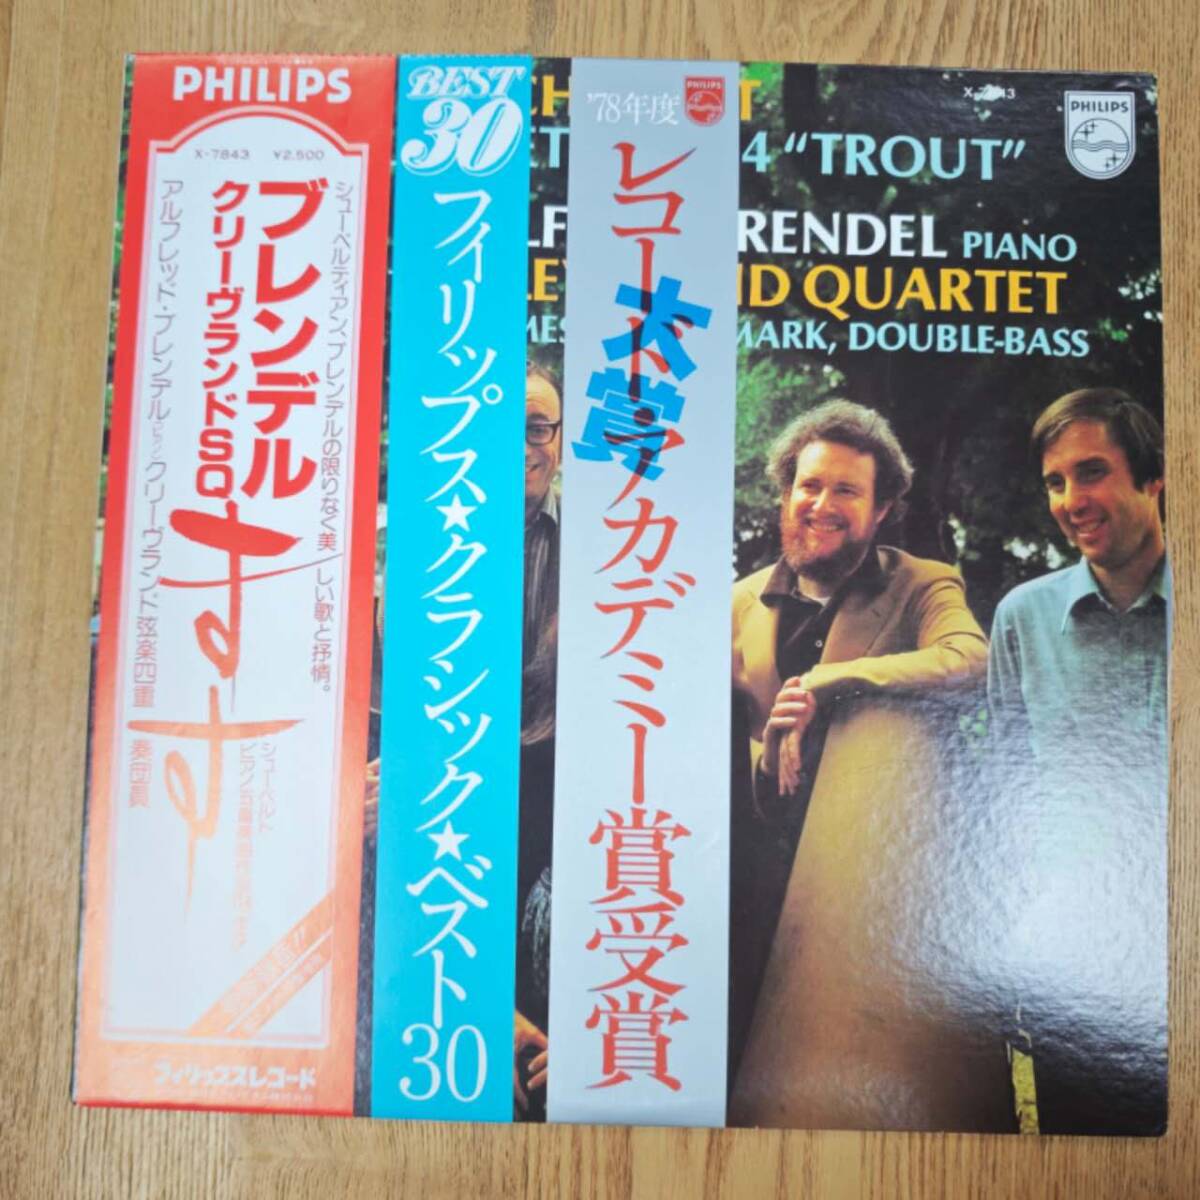 PHILIPS
X-7843 ¥2,500
シューベルティアン、ブレンデルの限りなく美しい歌と抒情。
ブレンデル
クリーヴランドSQ
ます
アルフレッド・ブレンデル(ピアノ)クリーヴランド弦楽四重奏団員
シューベルト
フィリップスレコード
BEST
30
フィリップス★クラシック★ベスト30
'78年度
PHILIPS
レコード・アカデミー賞受賞
大賞
X-7843
PHILIPS
4 “TROUT”
RENDEL PIANO
ND QUARTET
MARK, DOUBLE-BASS